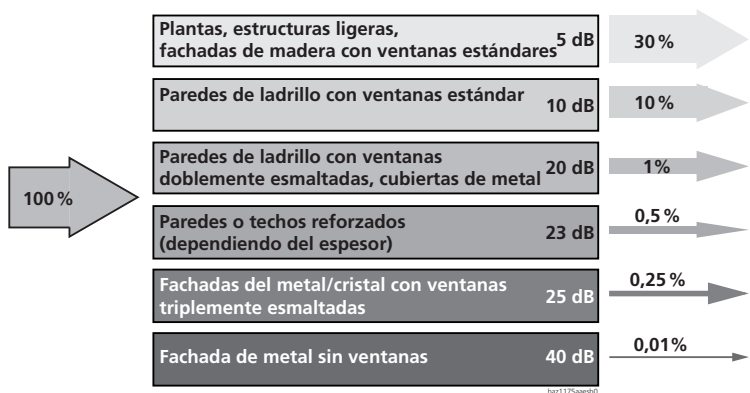 Plantas, estructuras ligeras,
fachadas de madera con ventanas estándares 5 dB
30 %
Paredes de ladrillo con ventanas estándar
10 dB
10 %
100 %
Paredes de ladrillo con ventanas
doblemente esmaltadas, cubiertas de metal 20 dB
1%
Paredes o techos reforzados
(dependiendo del espesor)
23 dB
0,5 %
Fachadas del metal/cristal con ventanas
triplemente esmaltadas
25 dB
0,25 %
Fachada de metal sin ventanas
40 dB
0,01%
haz1175aaesh0